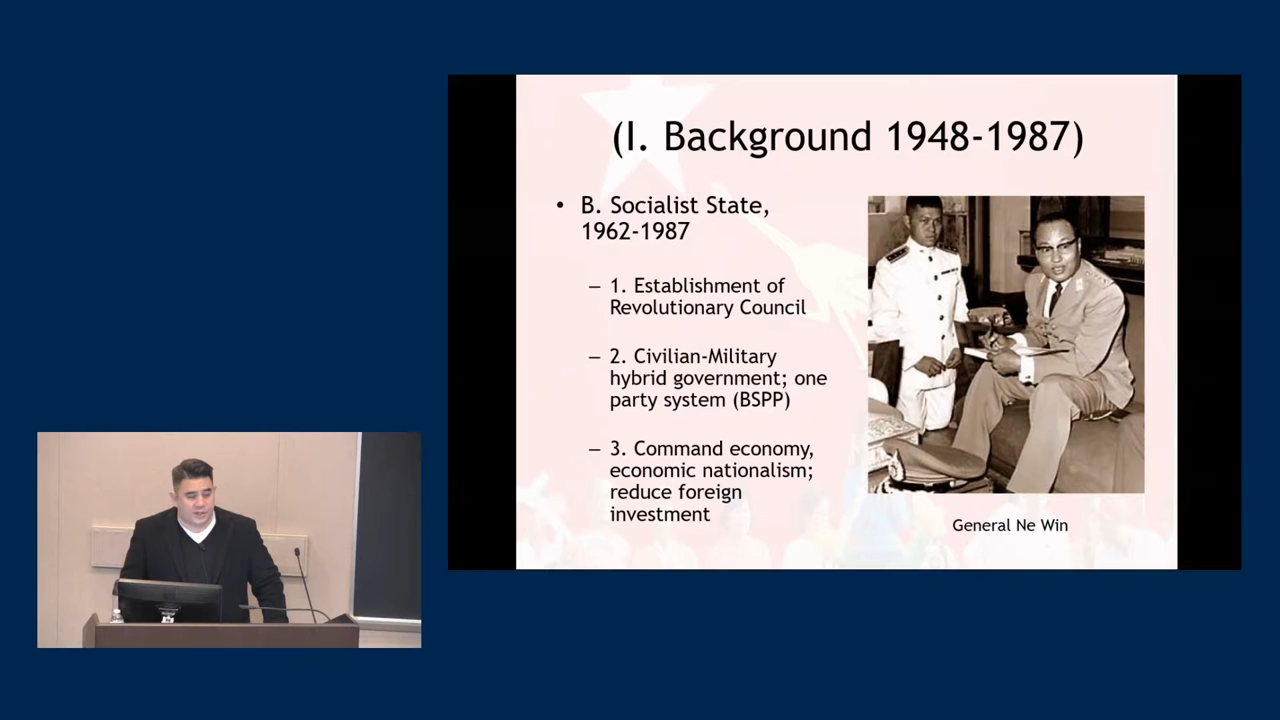 (I. Background 1948-1987)
• B. Socialist State,
1962-1987
– 1. Establishment of
Revolutionary Council
– 2. Civilian-Military
hybrid government; one
party system (BSPP)
– 3. Command economy,
economic nationalism;
reduce foreign
investment
General Ne Win